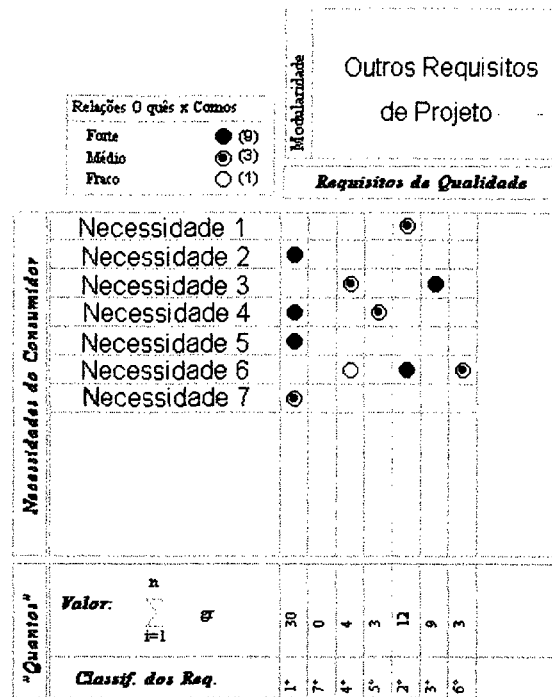 Modularidade
Outros Requisitos
de Projeto
Relações O quês x Comos
Forte (9)
Médio (3)
Fraco (1)
Requisitos de Qualidade
Necessidades do Consumidor
Necessidade 1
Necessidade 2
Necessidade 3
Necessidade 4
Necessidade 5
Necessidade 6
Necessidade 7
"Quantos"
Valor: n ∑ i=1 gr
30 0 4 3 12 9 3
Classif. dos Req.
1º 7º 4º 5º 2º 3º 6º